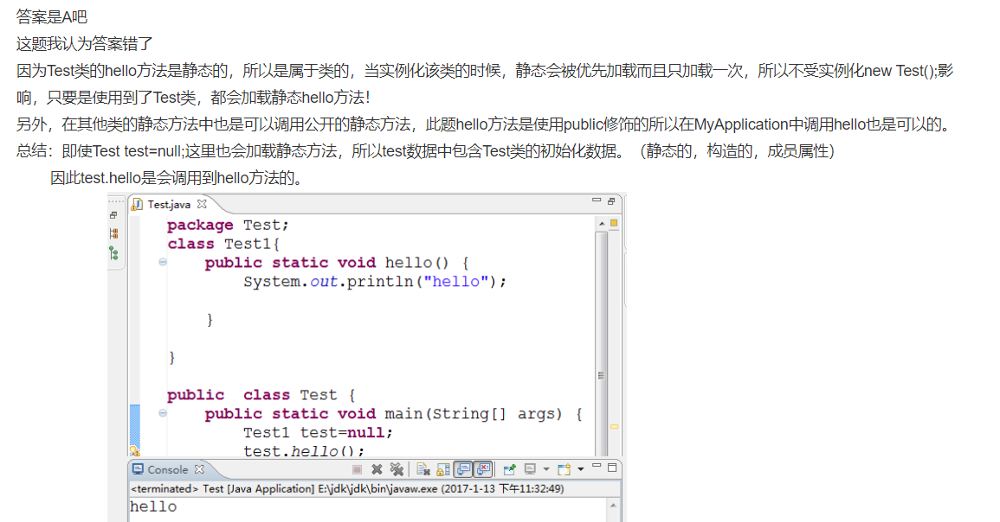 答案是A吧
这题我认为答案错了
因为Test类的hello方法是静态的，所以是属于类的，当实例化该类的时候，静态会被优先加载而且只加载一次，所以不受实例化new Test();影
响，只要是使用到了Test类，都会加载静态hello方法！
另外，在其他类的静态方法中也是可以调用公开的静态方法，此题hello方法是使用public修饰的所以在MyApplication中调用hello也是可以的。
总结：即使Test test=null;这里也会加载静态方法，所以test数据中包含Test类的初始化数据。（静态的，构造的，成员属性）
因此test.hello是会调用到hello方法的。
Test.java
package Test;
class Test1{
public static void hello() {
System.out.println("hello");
}
}
public class Test {
public static void main(String[] args) {
Test1 test=null;
test.hello();
Console
<terminated> Test [Java Application] E:\jdk\jdk\bin\javaw.exe (2017-1-13 下午11:32:49)
hello